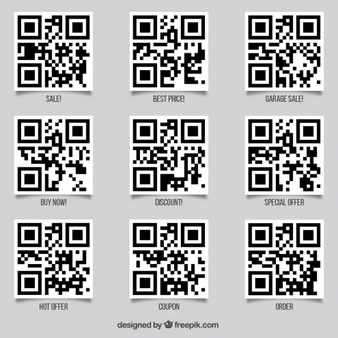 SALE!
BEST PRICE!
GARAGE SALE!
BUY NOW!
DISCOUNT!
SPECIAL OFFER
HOT OFFER
COUPON
ORDER
designed by freepik.com